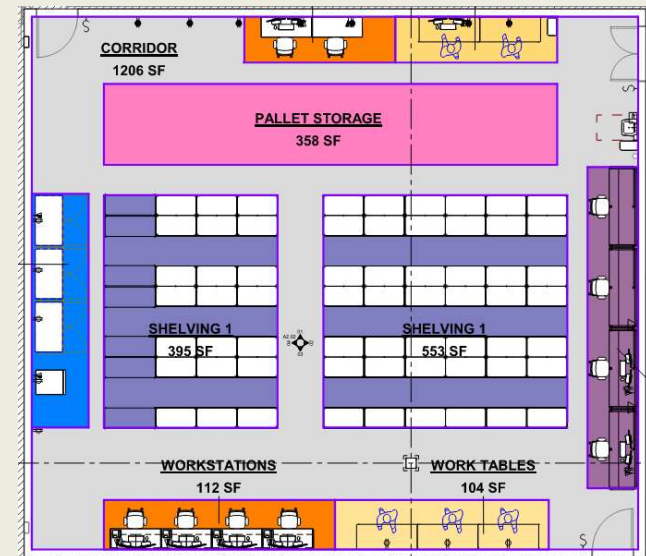 CORRIDOR
1206 SF
PALLET STORAGE
358 SF
SHELVING 1
395 SF
SHELVING 1
553 SF
WORKSTATIONS
112 SF
WORK TABLES
104 SF